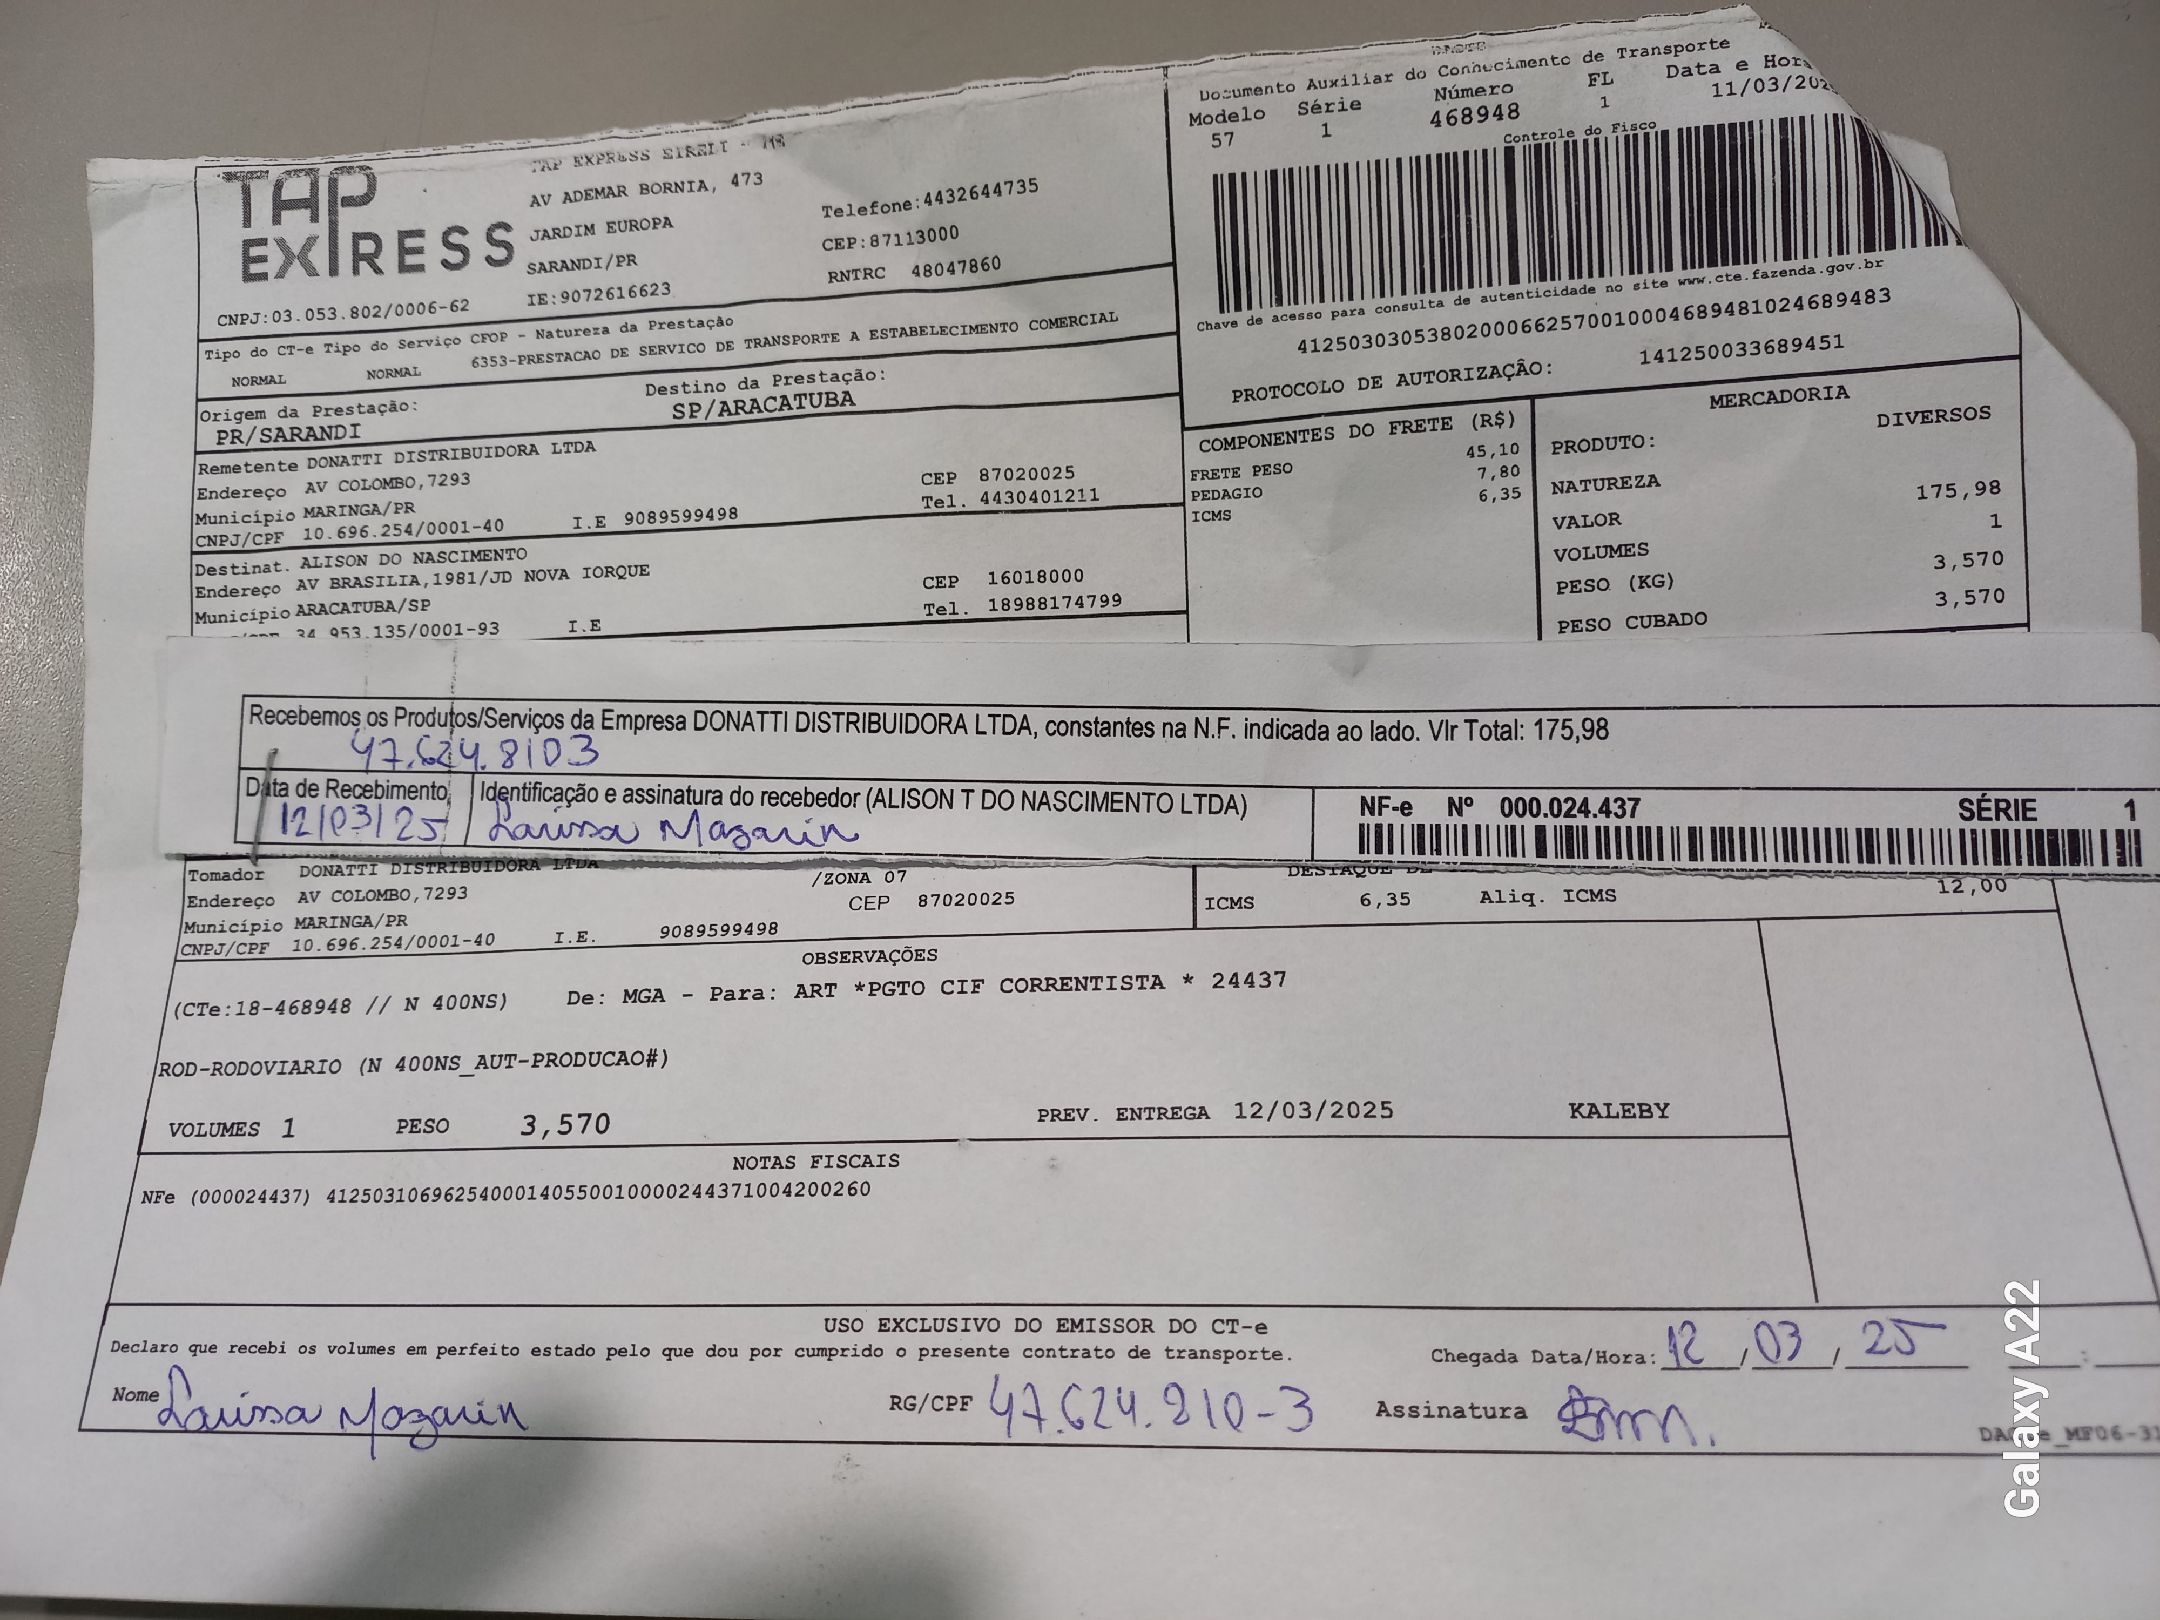 Documento Auxiliar do Conhecimento de Transporte
Modelo Série Número FL Data e Hora
57 1 468948 1 11/03/202
Controle do Fisco
TAP EXPRESS
TAP EXPRESS EIRELI -
AV ADEMAR BORNIA, 473
JARDIM EUROPA
SARANDI/PR
IE:9072616623
Telefone:4432644735
CEP:87113000
RNTRC 48047860
CNPJ:03.053.802/0006-62
Chave de acesso para consulta de autenticidade no site www.cte.fazenda.gov.br
41250303053802000662570010004689481024689483
PROTOCOLO DE AUTORIZAÇÃO: 141250033689451
Tipo do CT-e Tipo do Serviço CFOP - Natureza da Prestação
NORMAL NORMAL 6353-PRESTACAO DE SERVICO DE TRANSPORTE A ESTABELECIMENTO COMERCIAL
Origem da Prestação: Destino da Prestação:
PR/SARANDI SP/ARACATUBA
Remetente DONATTI DISTRIBUIDORA LTDA
Endereço AV COLOMBO,7293 CEP 87020025
Município MARINGA/PR Tel. 4430401211
CNPJ/CPF 10.696.254/0001-40 I.E 9089599498
Destinat. ALISON DO NASCIMENTO
Endereço AV BRASILIA,1981/JD NOVA IORQUE CEP 16018000
Município ARACATUBA/SP Tel. 18988174799
34.953.135/0001-93 I.E
COMPONENTES DO FRETE (R$)
FRETE PESO 45,10
PEDAGIO 7,80
ICMS 6,35
MERCADORIA
PRODUTO: DIVERSOS
NATUREZA
VALOR 175,98
VOLUMES 1
PESO (KG) 3,570
PESO CUBADO 3,570
Recebemos os Produtos/Serviços da Empresa DONATTI DISTRIBUIDORA LTDA, constantes na N.F. indicada ao lado. Vlr Total: 175,98
47.624.8103
Data de Recebimento Identificação e assinatura do recebedor (ALISON T DO NASCIMENTO LTDA)
12/03/25 Larissa Mazarin
NF-e Nº 000.024.437 SÉRIE 1
Tomador DONATTI DISTRIBUIDORA LTDA /ZONA 07
Endereço AV COLOMBO,7293 CEP 87020025
Município MARINGA/PR
CNPJ/CPF 10.696.254/0001-40 I.E. 9089599498
DESTAQUE DE
ICMS 6,35 Aliq. ICMS 12,00
OBSERVAÇÕES
(CTe:18-468948 // N 400NS) De: MGA - Para: ART *PGTO CIF CORRENTISTA * 24437
ROD-RODOVIARIO (N 400NS_AUT-PRODUCAO#)
VOLUMES 1 PESO 3,570 PREV. ENTREGA 12/03/2025 KALEBY
NOTAS FISCAIS
NFe (000024437) 41250310696254000140550010000244371004200260
USO EXCLUSIVO DO EMISSOR DO CT-e
Declaro que recebi os volumes em perfeito estado pelo que dou por cumprido o presente contrato de transporte. Chegada Data/Hora: 12/03/25 :
Nome Larissa Mazarin RG/CPF 47.624.810-3 Assinatura
Galaxy A22